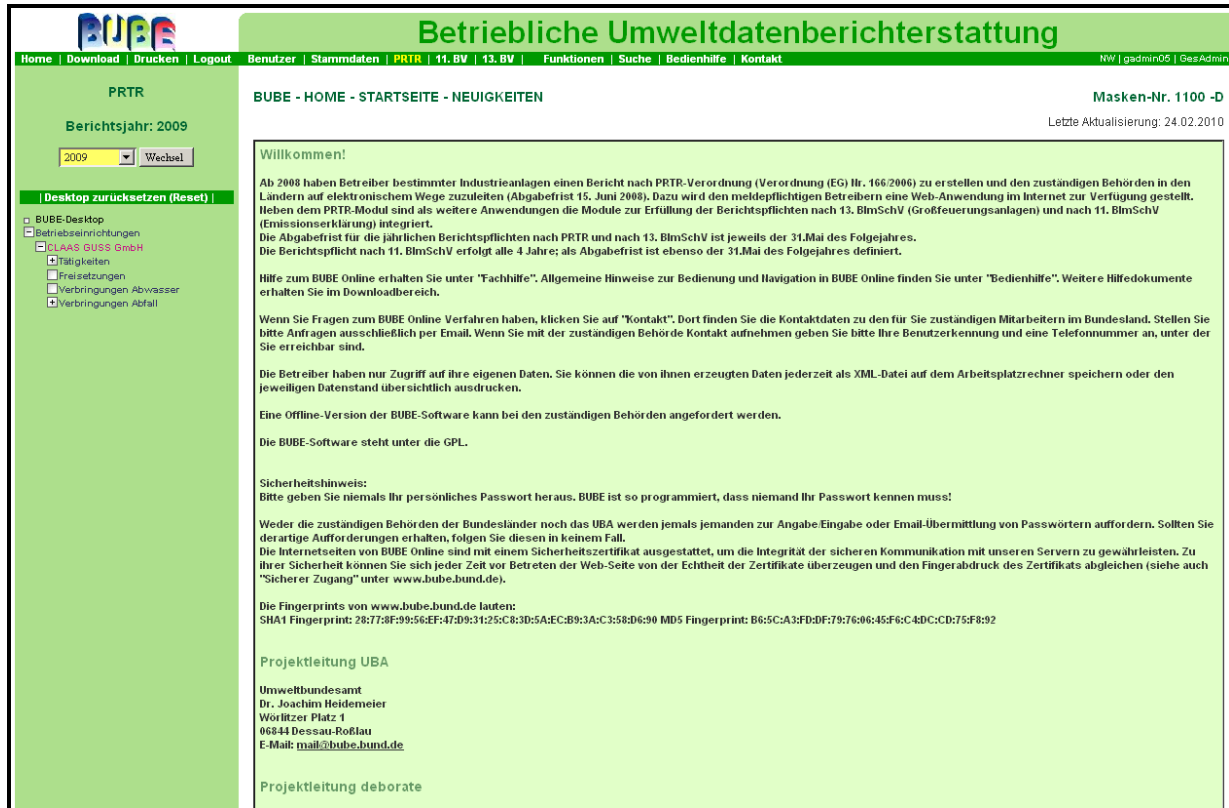 BUBE
Betriebliche Umweltdatenberichterstattung
Home | Download | Drucken | Logout
Benutzer | Stammdaten | PRTR | 11. BV | 13. BV | Funktionen | Suche | Bedienhilfe | Kontakt
NW | gadmin05 | GesAdmin
PRTR
Berichtsjahr: 2009
2009
Wechsel
| Desktop zurücksetzen (Reset) |
BUBE-Desktop
Betriebseinrichtungen
CLAAS GUSS GmbH
Tätigkeiten
Freisetzungen
Verbringungen Abwasser
Verbringungen Abfall
BUBE - HOME - STARTSEITE - NEUIGKEITEN
Masken-Nr. 1100 -D
Letzte Aktualisierung: 24.02.2010
Willkommen!
Ab 2008 haben Betreiber bestimmter Industrieanlagen einen Bericht nach PRTR-Verordnung (Verordnung (EG) Nr. 166/2006) zu erstellen und den zuständigen Behörden in den
Ländern auf elektronischem Wege zuzuleiten (Abgabefrist 15. Juni 2008). Dazu wird den meldepflichtigen Betreibern eine Web-Anwendung im Internet zur Verfügung gestellt.
Neben dem PRTR-Modul sind als weitere Anwendungen die Module zur Erfüllung der Berichtspflichten nach 13. BImSchV (Großfeuerungsanlagen) und nach 11. BImSchV
(Emissionserklärung) integriert.
Die Abgabefrist für die jährlichen Berichtspflichten nach PRTR und nach 13. BImSchV ist jeweils der 31.Mai des Folgejahres.
Die Berichtspflicht nach 11. BImSchV erfolgt alle 4 Jahre; als Abgabefrist ist ebenso der 31.Mai des Folgejahres definiert.
Hilfe zum BUBE Online erhalten Sie unter "Fachhilfe". Allgemeine Hinweise zur Bedienung und Navigation in BUBE Online finden Sie unter "Bedienhilfe". Weitere Hilfedokumente
erhalten Sie im Downloadbereich.
Wenn Sie Fragen zum BUBE Online Verfahren haben, klicken Sie auf "Kontakt". Dort finden Sie die Kontaktdaten zu den für Sie zuständigen Mitarbeitern im Bundesland. Stellen Sie
bitte Anfragen ausschließlich per Email. Wenn Sie mit der zuständigen Behörde Kontakt aufnehmen geben Sie bitte Ihre Benutzerkennung und eine Telefonnummer an, unter der
Sie erreichbar sind.
Die Betreiber haben nur Zugriff auf ihre eigenen Daten. Sie können die von ihnen erzeugten Daten jederzeit als XML-Datei auf dem Arbeitsplatzrechner speichern oder den
jeweiligen Datenstand übersichtlich ausdrucken.
Eine Offline-Version der BUBE-Software kann bei den zuständigen Behörden angefordert werden.
Die BUBE-Software steht unter die GPL.
Sicherheitshinweis:
Bitte geben Sie niemals Ihr persönliches Passwort heraus. BUBE ist so programmiert, dass niemand Ihr Passwort kennen muss!
Weder die zuständigen Behörden der Bundesländer noch das UBA werden jemals jemanden zur Angabe/Eingabe oder Email-Übermittlung von Passwörtern auffordern. Sollten Sie
derartige Aufforderungen erhalten, folgen Sie diesen in keinem Fall.
Die Internetseiten von BUBE Online sind mit einem Sicherheitszertifikat ausgestattet, um die Integrität der sicheren Kommunikation mit unseren Servern zu gewährleisten. Zu
ihrer Sicherheit können Sie sich jeder Zeit vor Betreten der Web-Seite von der Echtheit der Zertifikate überzeugen und den Fingerabdruck des Zertifikats abgleichen (siehe auch
"Sicherer Zugang" unter www.bube.bund.de).
Die Fingerprints von www.bube.bund.de lauten:
SHA1 Fingerprint: 28:77:8F:99:56:EF:47:D9:31:25:C8:3D:5A:EC:B9:3A:C3:58:D6:90 MD5 Fingerprint: B6:5C:A3:FD:DF:79:76:06:45:F6:C4:DC:CD:75:F8:92
Projektleitung UBA
Umweltbundesamt
Dr. Joachim Heidemeier
Wörlitzer Platz 1
06844 Dessau-Roßlau
E-Mail: mail@bube.bund.de
Projektleitung deborate